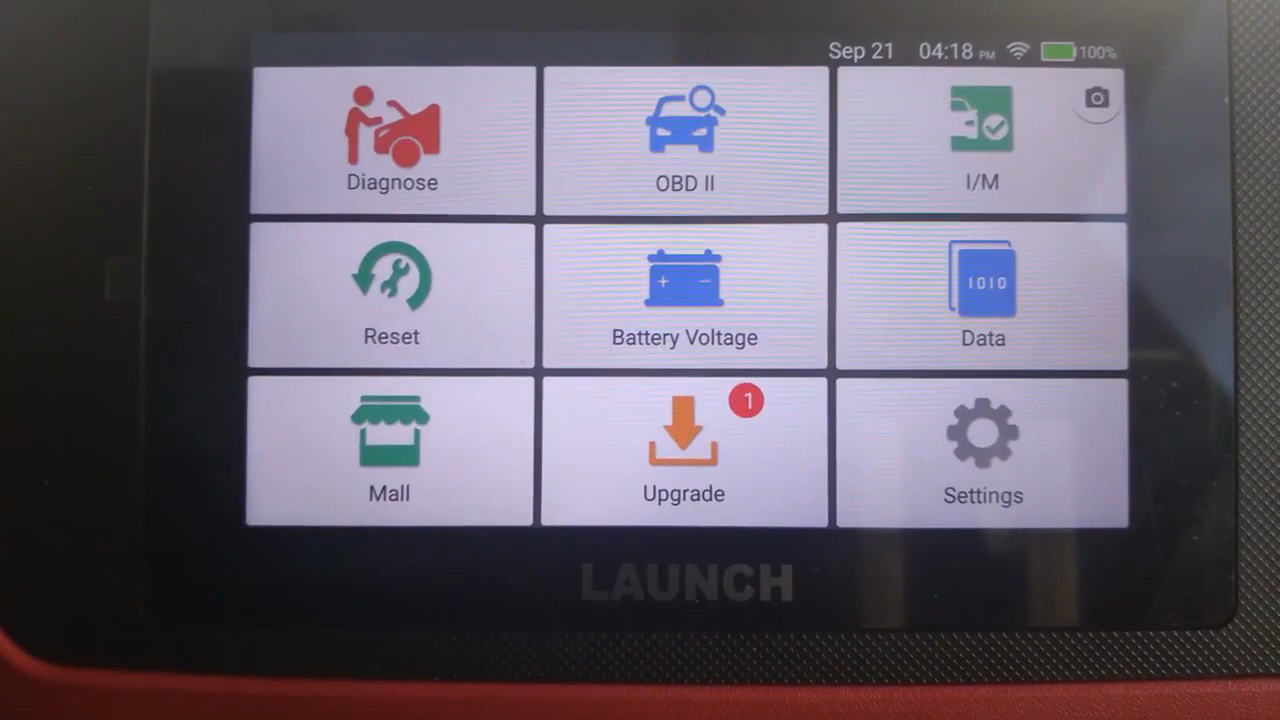 Sep 21 04:18 PM 100%
Diagnose
OBD II
I/M
Reset
+ −
Battery Voltage
1010
Data
Mall
1
Upgrade
Settings
LAUNCH